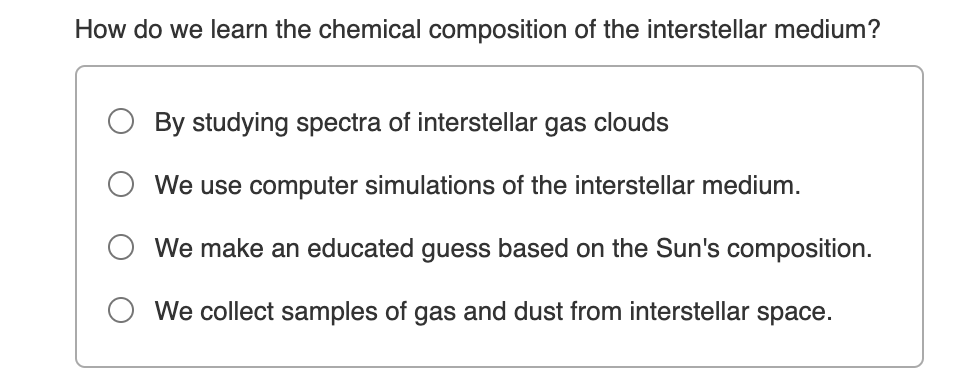 How do we learn the chemical composition of the interstellar medium?
By studying spectra of interstellar gas clouds
We use computer simulations of the interstellar medium.
We make an educated guess based on the Sun's composition.
We collect samples of gas and dust from interstellar space.